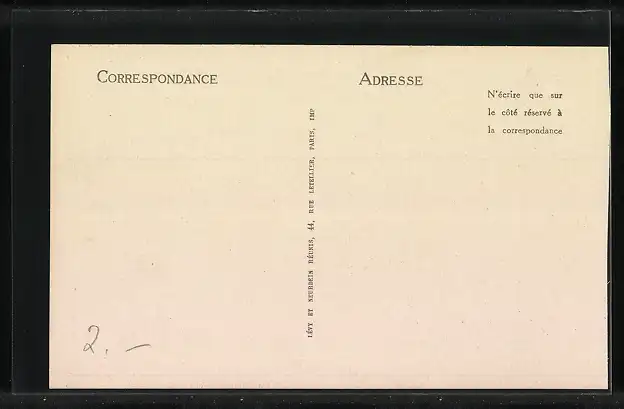 CORRESPONDANCE
ADRESSE
N'écrire que sur
le côté réservé à
la correspondance
LÉVY ET NEURDEIN RÉUNIS, 44, RUE LETELLIER, PARIS, IMP
2. –